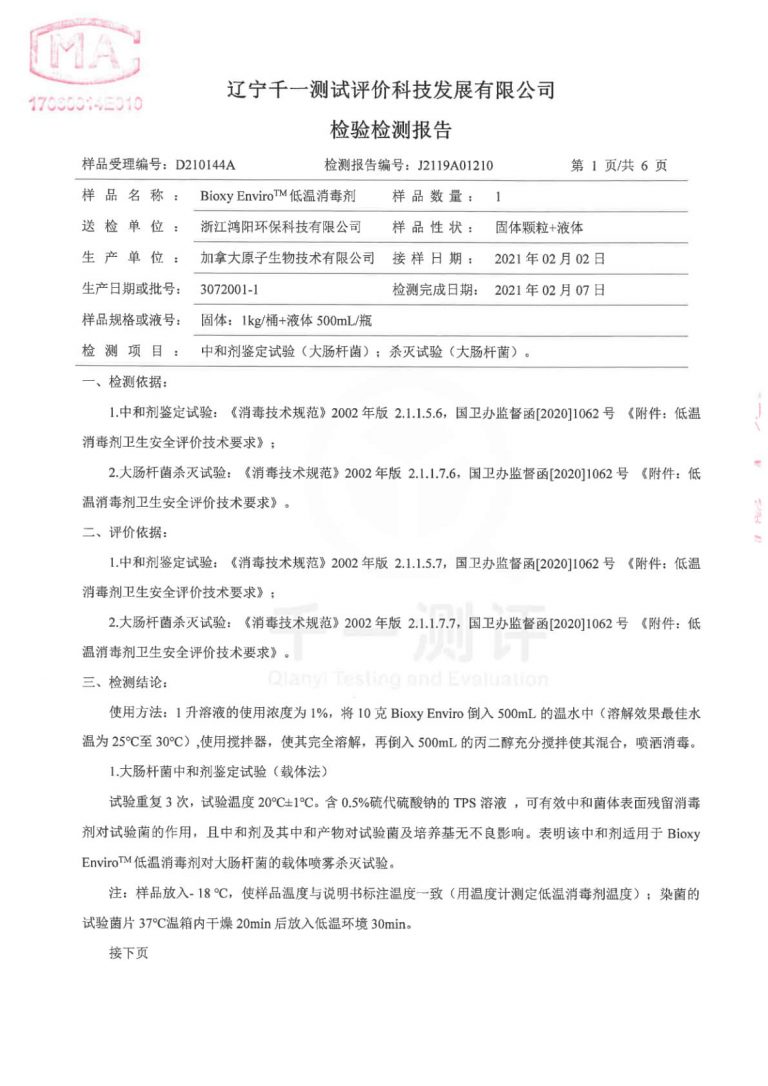 MA
17060014E010
辽宁千一测试评价科技发展有限公司
检验检测报告
样品受理编号：D210144A 检测报告编号：J2119A01210 第 1 页/共 6 页
样品名称： Bioxy Enviro™低温消毒剂 样品数量： 1
送检单位： 浙江鸿阳环保科技有限公司 样品性状： 固体颗粒+液体
生产单位： 加拿大原子生物技术有限公司 接样日期： 2021 年 02 月 02 日
生产日期或批号： 3072001-1 检测完成日期： 2021 年 02 月 07 日
样品规格或液号： 固体：1kg/桶+液体 500mL/瓶
检测项目： 中和剂鉴定试验（大肠杆菌）；杀灭试验（大肠杆菌）。
一、检测依据：
1.中和剂鉴定试验：《消毒技术规范》2002 年版 2.1.1.5.6，国卫办监督函[2020]1062 号 《附件：低温
消毒剂卫生安全评价技术要求》；
2.大肠杆菌杀灭试验：《消毒技术规范》2002 年版 2.1.1.7.6，国卫办监督函[2020]1062 号 《附件：低
温消毒剂卫生安全评价技术要求》。
二、评价依据：
1.中和剂鉴定试验：《消毒技术规范》2002 年版 2.1.1.5.7，国卫办监督函[2020]1062 号 《附件：低温
消毒剂卫生安全评价技术要求》；
2.大肠杆菌杀灭试验：《消毒技术规范》2002 年版 2.1.1.7.7，国卫办监督函[2020]1062 号 《附件：低
温消毒剂卫生安全评价技术要求》。
千一测评
Qianyi Testing and Evaluation
三、检测结论：
使用方法：1 升溶液的使用浓度为 1%，将 10 克 Bioxy Enviro 倒入 500mL 的温水中（溶解效果最佳水
温为 25℃至 30℃）,使用搅拌器，使其完全溶解，再倒入 500mL 的丙二醇充分搅拌使其混合，喷洒消毒。
1.大肠杆菌中和剂鉴定试验（载体法）
试验重复 3 次，试验温度 20℃±1℃。含 0.5%硫代硫酸钠的 TPS 溶液 ，可有效中和菌体表面残留消毒
剂对试验菌的作用，且中和剂及其中和产物对试验菌及培养基无不良影响。表明该中和剂适用于 Bioxy
Enviro™低温消毒剂对大肠杆菌的载体喷雾杀灭试验。
注：样品放入- 18 ℃，使样品温度与说明书标注温度一致（用温度计测定低温消毒剂温度）；染菌的
试验菌片 37℃温箱内干燥 20min 后放入低温环境 30min。
接下页